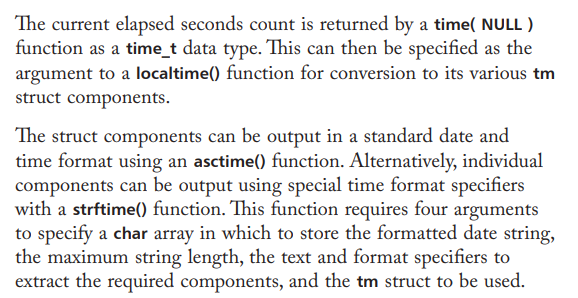 The current elapsed seconds count is returned by a time( NULL )
function as a time_t data type. This can then be specified as the
argument to a localtime() function for conversion to its various tm
struct components.
The struct components can be output in a standard date and
time format using an asctime() function. Alternatively, individual
components can be output using special time format specifiers
with a strftime() function. This function requires four arguments
to specify a char array in which to store the formatted date string,
the maximum string length, the text and format specifiers to
extract the required components, and the tm struct to be used.